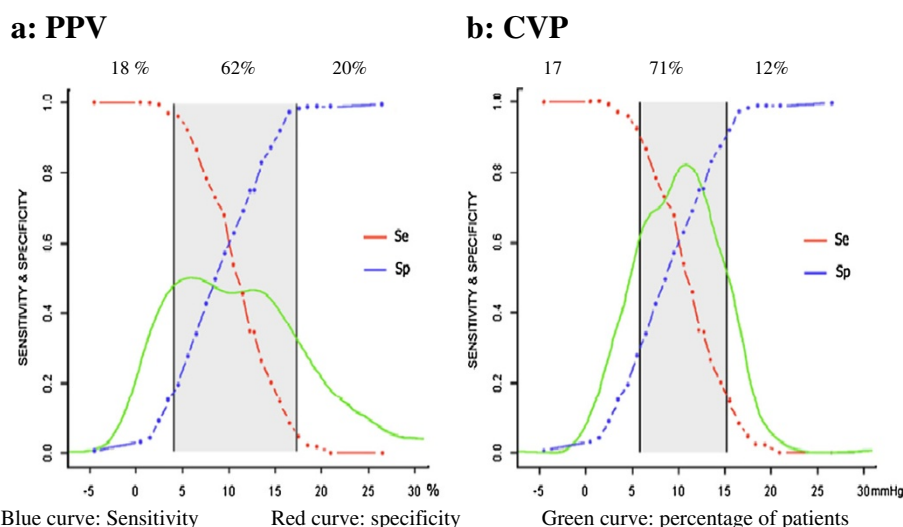 a: PPV
b: CVP
18 % 62% 20%
17 71% 12%
SENSITIVITY & SPECIFICITY
1.0
0.8
0.6
0.4
0.2
0.0
Se
Sp
-5 0 5 10 15 20 25 30 %
SENSITIVITY & SPECIFICITY
1.0
0.8
0.6
0.4
0.2
0.0
Se
Sp
-5 0 5 10 15 20 25 30mmHg
Blue curve: Sensitivity Red curve: specificity Green curve: percentage of patients